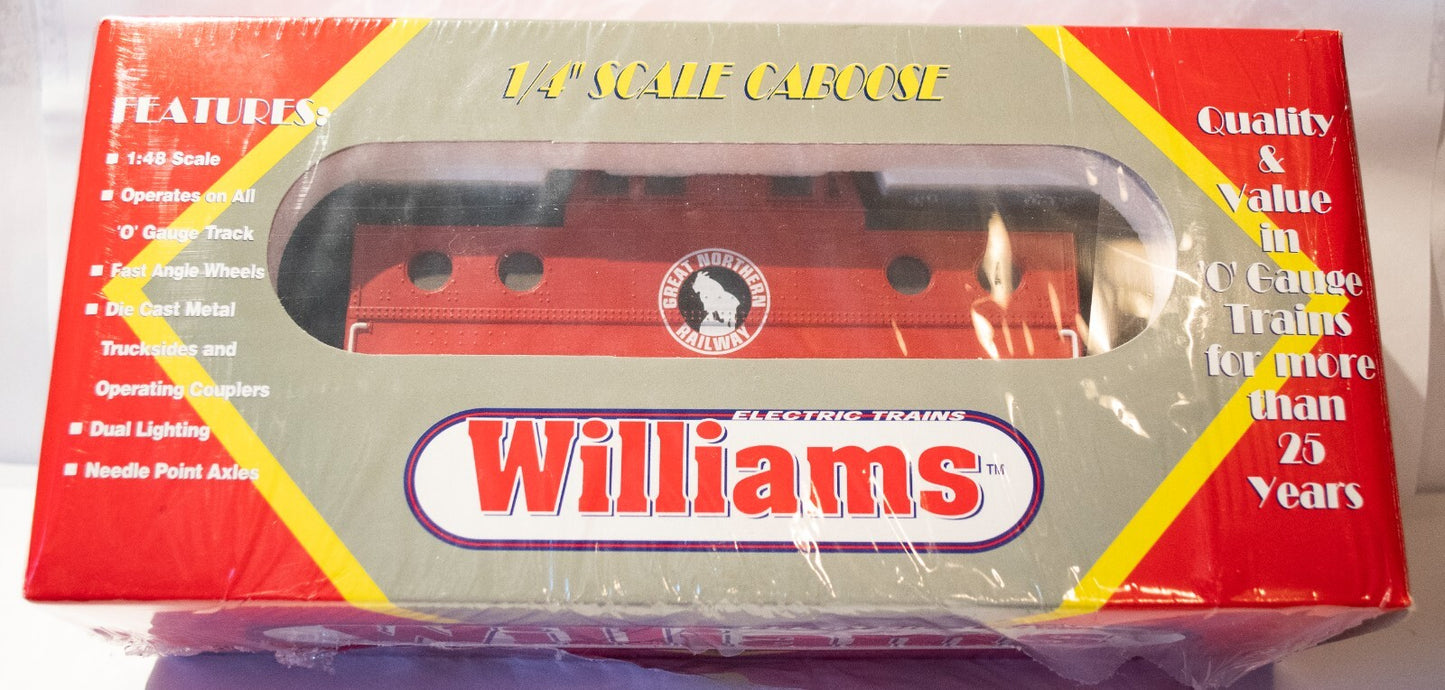 1/4" SCALE CABOOSE
FEATURES:
■ 1:48 Scale
■ Operates on All
'O' Gauge Track
■ Fast Angle Wheels
■ Die Cast Metal
Trucksides and
Operating Couplers
■ Dual Lighting
■ Needle Point Axles
GREAT NORTHERN
RAILWAY
ELECTRIC TRAINS
Williams™
Quality
&
Value
in
'O' Gauge
Trains
for more
than
25
Years